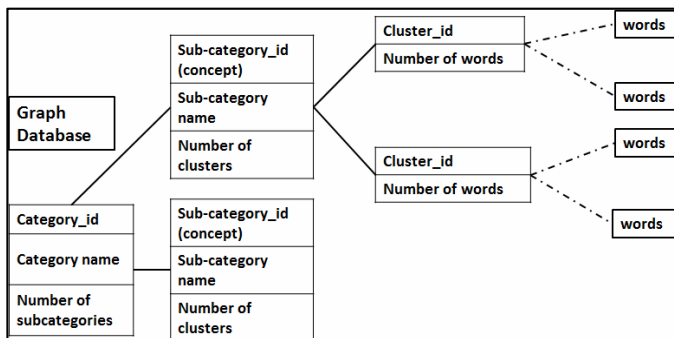 Graph
Database
Category_id
Category name
Number of
subcategories
Sub-category_id
(concept)
Sub-category
name
Number of
clusters
Sub-category_id
(concept)
Sub-category
name
Number of
clusters
Cluster_id
Number of words
Cluster_id
Number of words
words
words
words
words